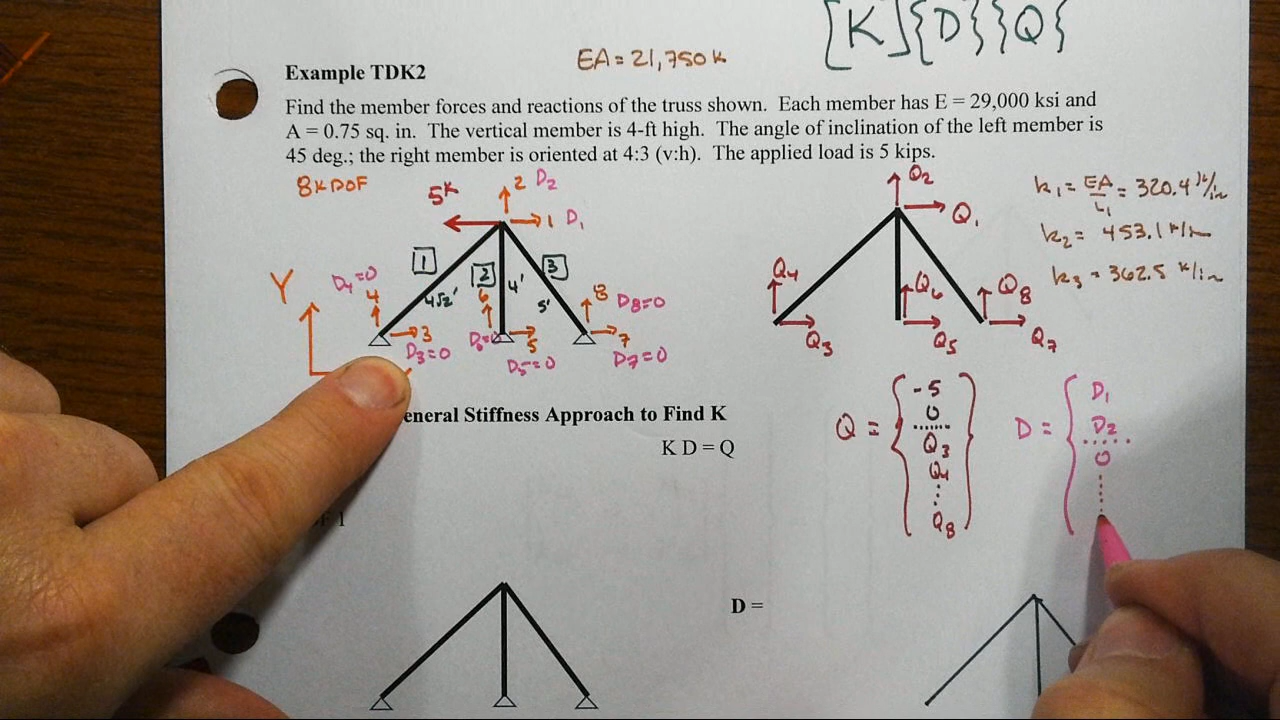 [K]{D}}Q{
EA = 21,750 k
Example TDK2
Find the member forces and reactions of the truss shown. Each member has E = 29,000 ksi and
A = 0.75 sq. in. The vertical member is 4-ft high. The angle of inclination of the left member is
45 deg.; the right member is oriented at 4:3 (v:h). The applied load is 5 kips.
8 KDOF
5K
2 D2
1 D1
1
2
3
4√2'
4'
5'
Y
D4=0
4
3
D3=0
6
5
D5=0
8
D8=0
7
D7=0
Q2
Q1
Q4
Q3
Q6
Q5
Q8
Q7
k1 = EA/L1 = 320.4 k/in
k2 = 453.1 k/in
k3 = 362.5 k/in
eneral Stiffness Approach to Find K
K D = Q
Q = { -5
0
Q3
Q4
Q8 }
D = { D1
D2
0
F 1
D =